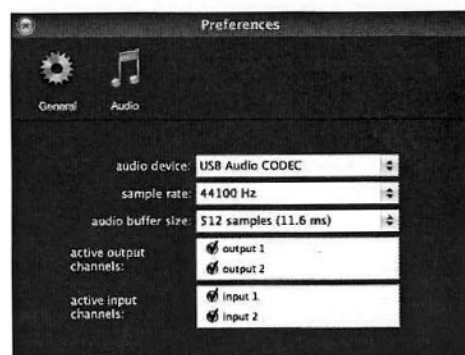 Preferences
General Audio
audio device: USB Audio CODEC
sample rate: 44100 Hz
audio buffer size: 512 samples (11.6 ms)
active output channels:
output 1
output 2
active input channels:
input 1
input 2